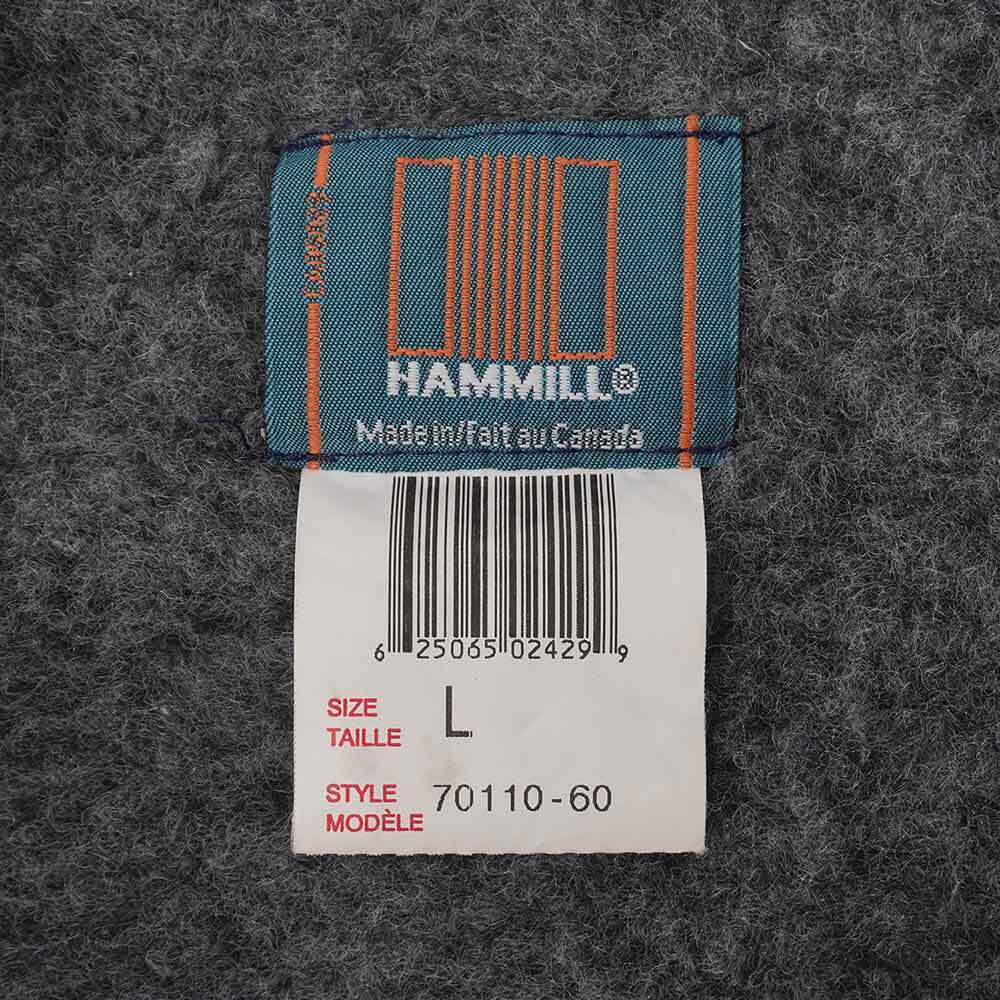 HAMMILL®
Made in/Fait au Canada
6 25065 02429 9
SIZE L
TAILLE
STYLE 70110-60
MODÈLE